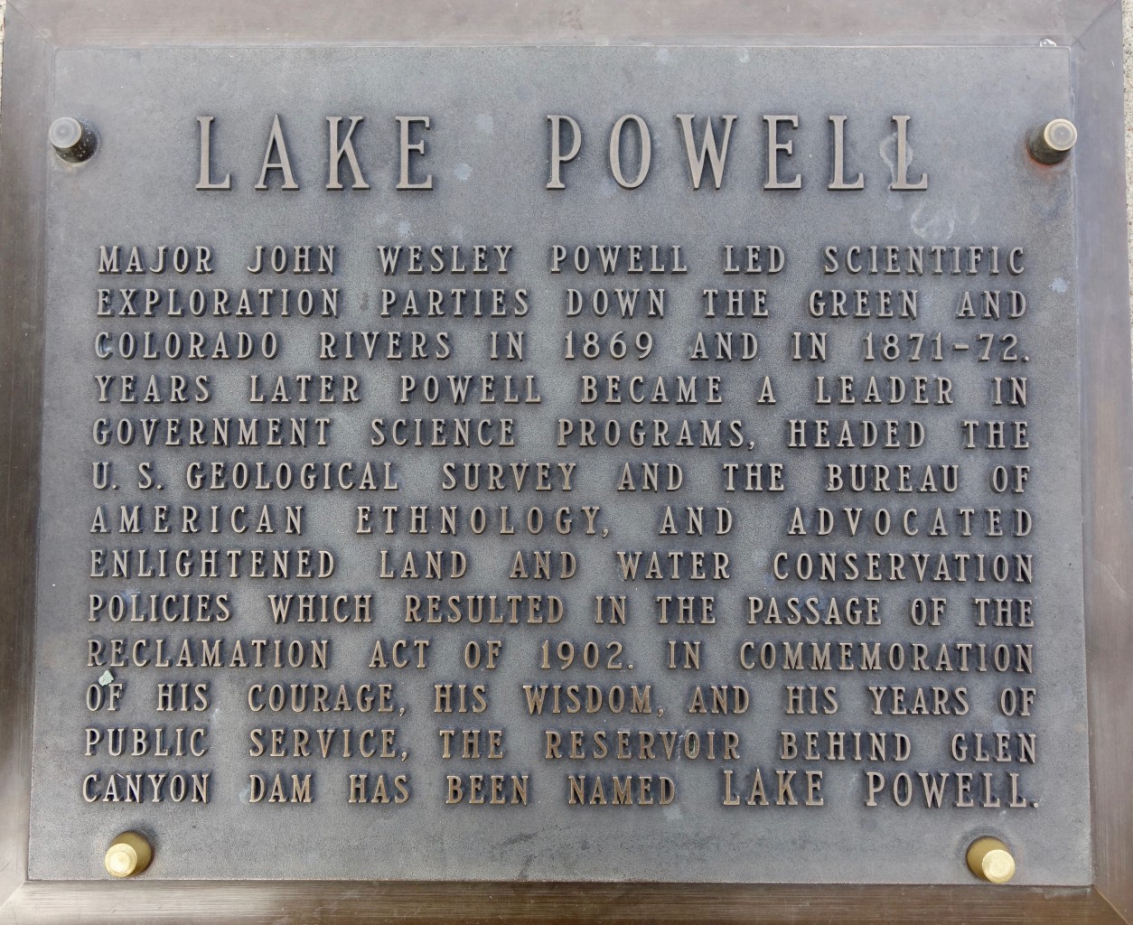 LAKE POWELL
MAJOR JOHN WESLEY POWELL LED SCIENTIFIC
EXPLORATION PARTIES DOWN THE GREEN AND
COLORADO RIVERS IN 1869 AND IN 1871-72.
YEARS LATER POWELL BECAME A LEADER IN
GOVERNMENT SCIENCE PROGRAMS, HEADED THE
U. S. GEOLOGICAL SURVEY AND THE BUREAU OF
AMERICAN ETHNOLOGY, AND ADVOCATED
ENLIGHTENED LAND AND WATER CONSERVATION
POLICIES WHICH RESULTED IN THE PASSAGE OF THE
RECLAMATION ACT OF 1902. IN COMMEMORATION
OF HIS COURAGE, HIS WISDOM, AND HIS YEARS OF
PUBLIC SERVICE, THE RESERVOIR BEHIND GLEN
CANYON DAM HAS BEEN NAMED LAKE POWELL.